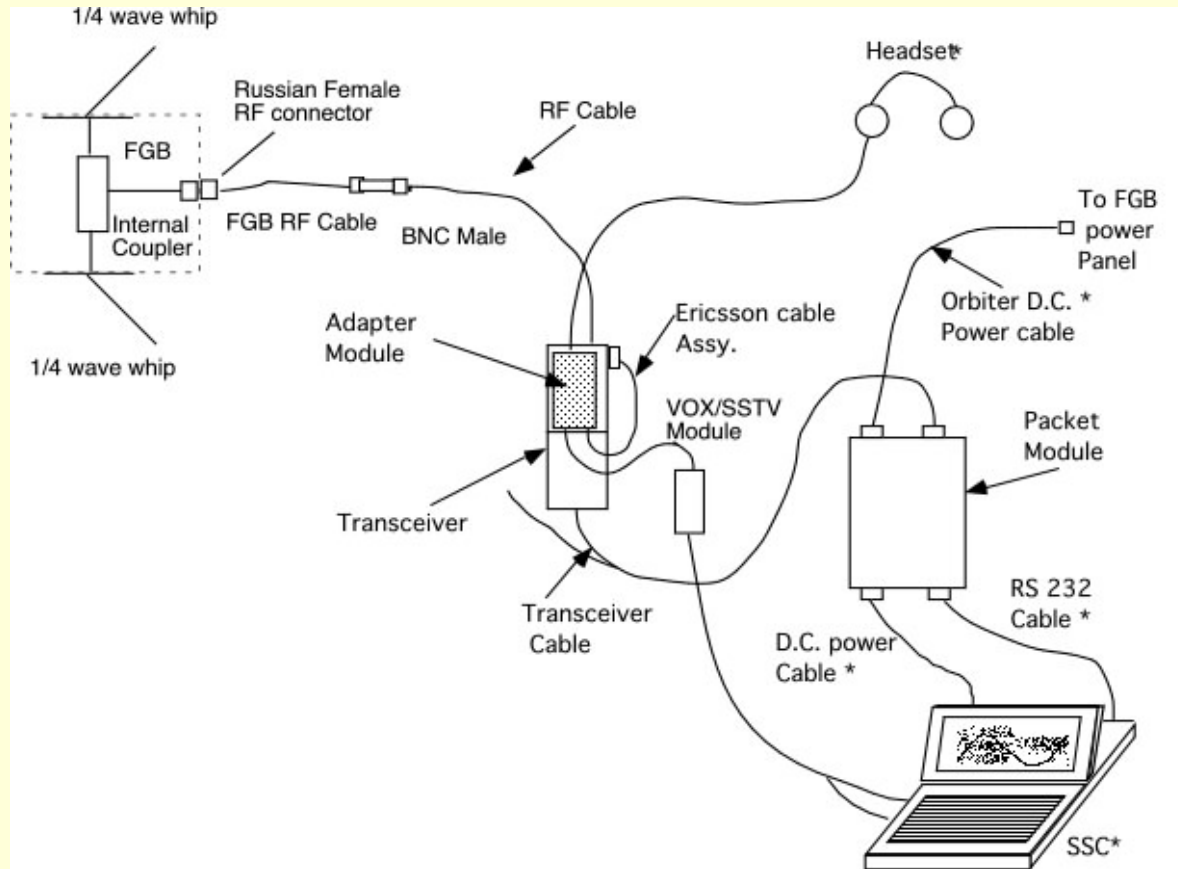 1/4 wave whip
Headset*
Russian Female
RF connector
RF Cable
FGB
To FGB
power
Panel
Internal
Coupler
FGB RF Cable
BNC Male
Orbiter D.C. *
Power cable
Ericsson cable
Assy.
Adapter
Module
1/4 wave whip
VOX/SSTV
Module
Packet
Module
Transceiver
RS 232
Cable *
Transceiver
Cable
D.C. power
Cable *
SSC*